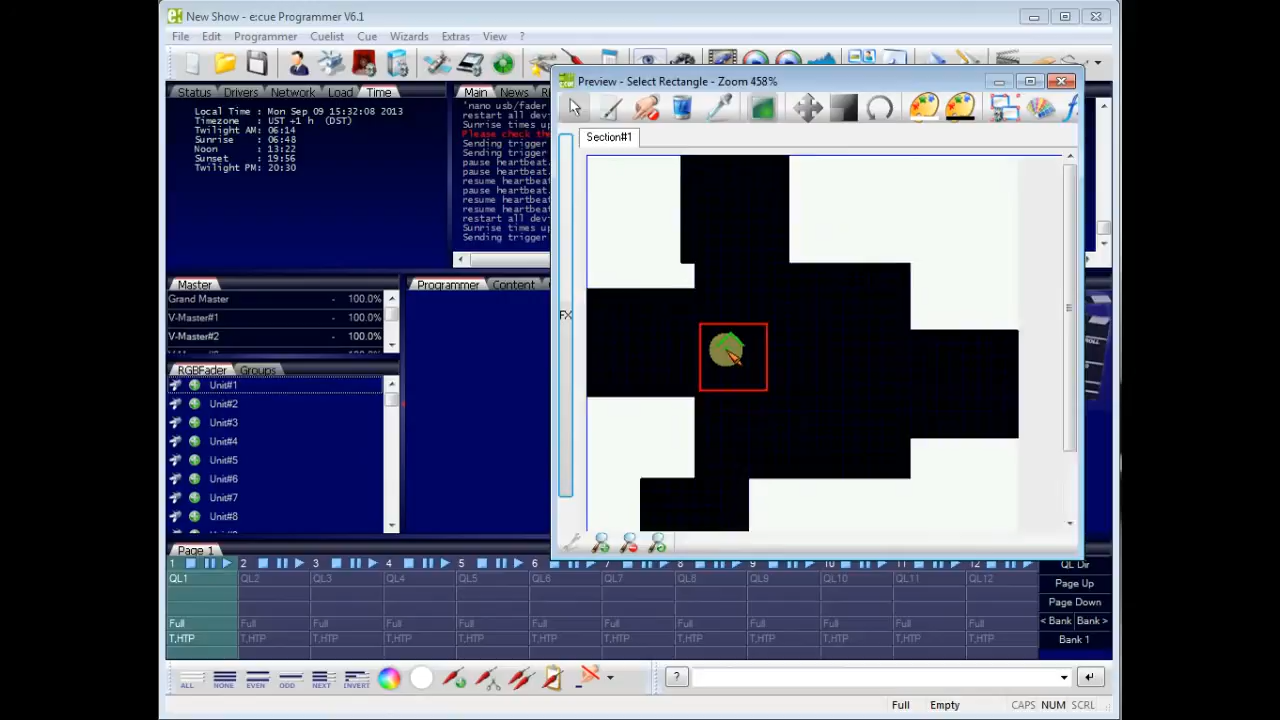 New Show - e:cue Programmer V6.1
File Edit Programmer Cuelist Cue Wizards Extras View ?
Preview - Select Rectangle - Zoom 458%
Status Drivers Network Load Time
Main News
Local Time : Mon Sep 09 15:32:08 2013
Timezone : UST +1 h (DST)
Twilight AM: 06:14
Sunrise : 06:48
Noon : 13:22
Sunset : 19:56
Twilight PM: 20:30
'nano usb/fader
restart all devi
Sunrise times up
Please check the
Sending trigger
Sending trigger
pause heartbeat.
resume heartbeat
pause heartbeat.
resume heartbeat
resume heartbeat
restart all devi
Sunrise times up
Sending trigger
Section#1
FX
Master
Grand Master - 100.0%
V-Master#1 - 100.0%
V-Master#2 - 100.0%
Programmer Content
RGBFader Groups
Unit#1
Unit#2
Unit#3
Unit#4
Unit#5
Unit#6
Unit#7
Unit#8
Page 1
1 2 3 4 5 6 7 8 9 10 11 12 QL Dir
QL1 QL2 QL3 QL4 QL5 QL6 QL7 QL8 QL9 QL10 QL11 QL12
Page Up
Page Down
Full Full Full Full Full Full Full Full Full Full Full Full
< Bank Bank >
T,HTP T,HTP T,HTP T,HTP T,HTP T,HTP T,HTP T,HTP T,HTP T,HTP T,HTP T,HTP
Bank 1
ALL NONE EVEN ODD NEXT INVERT
?
Full Empty CAPS NUM SCRL